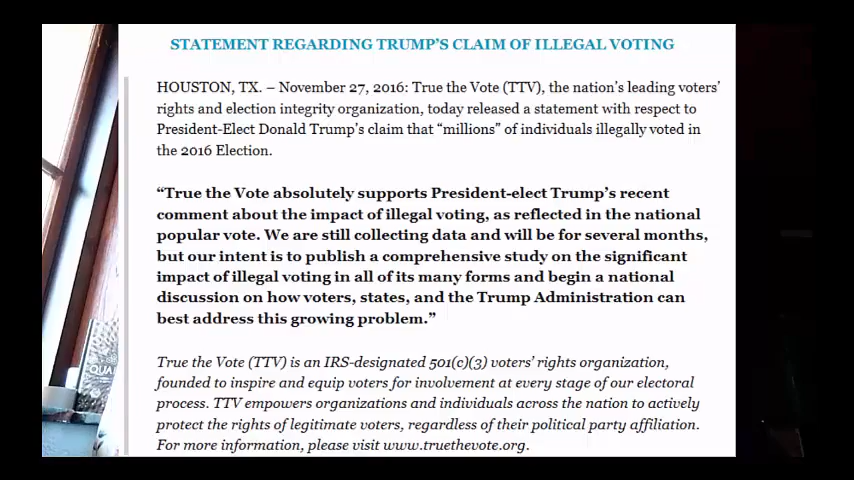 STATEMENT REGARDING TRUMP'S CLAIM OF ILLEGAL VOTING
HOUSTON, TX. – November 27, 2016: True the Vote (TTV), the nation's leading voters'
rights and election integrity organization, today released a statement with respect to
President-Elect Donald Trump's claim that “millions” of individuals illegally voted in
the 2016 Election.
“True the Vote absolutely supports President-elect Trump's recent
comment about the impact of illegal voting, as reflected in the national
popular vote. We are still collecting data and will be for several months,
but our intent is to publish a comprehensive study on the significant
impact of illegal voting in all of its many forms and begin a national
discussion on how voters, states, and the Trump Administration can
best address this growing problem.”
True the Vote (TTV) is an IRS-designated 501(c)(3) voters' rights organization,
founded to inspire and equip voters for involvement at every stage of our electoral
process. TTV empowers organizations and individuals across the nation to actively
protect the rights of legitimate voters, regardless of their political party affiliation.
For more information, please visit www.truethevote.org.